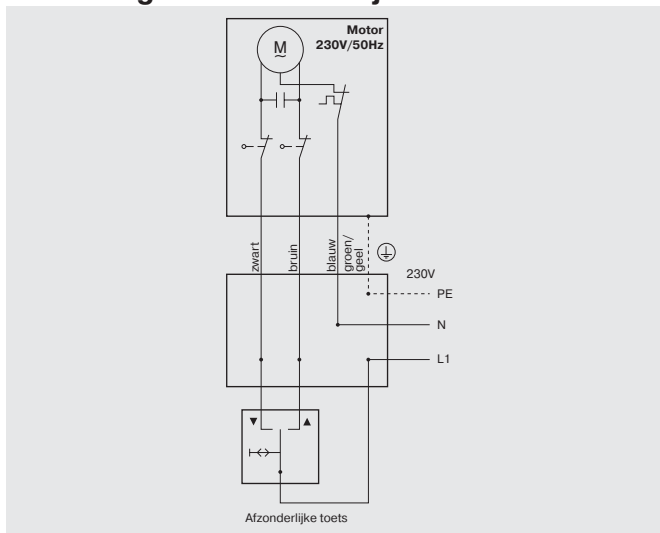 Motor
230V/50Hz
M
~
zwart
bruin
blauw
groen/
geel
230V
PE
N
L1
Afzonderlijke toets